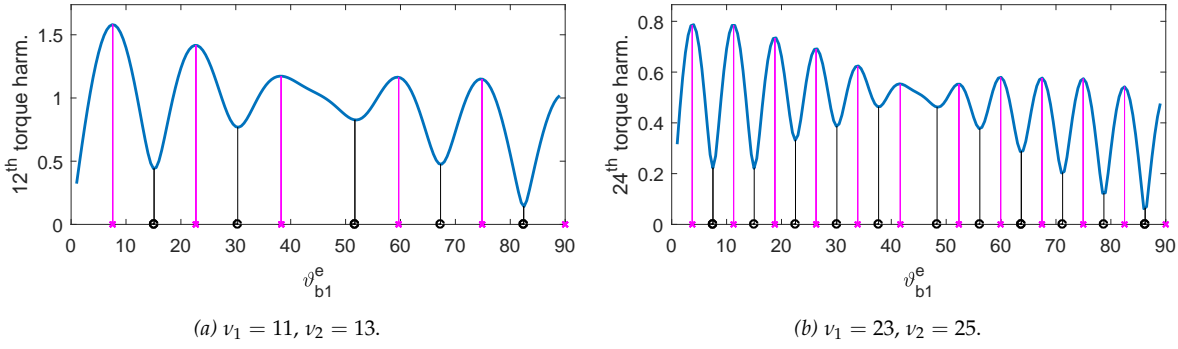 12th torque harm.
1.5
1
0.5
0
0 10 20 30 40 50 60 70 80 90
ϑeb1
(a) ν1 = 11, ν2 = 13.
24th torque harm.
0.8
0.6
0.4
0.2
0
0 10 20 30 40 50 60 70 80 90
ϑeb1
(b) ν1 = 23, ν2 = 25.